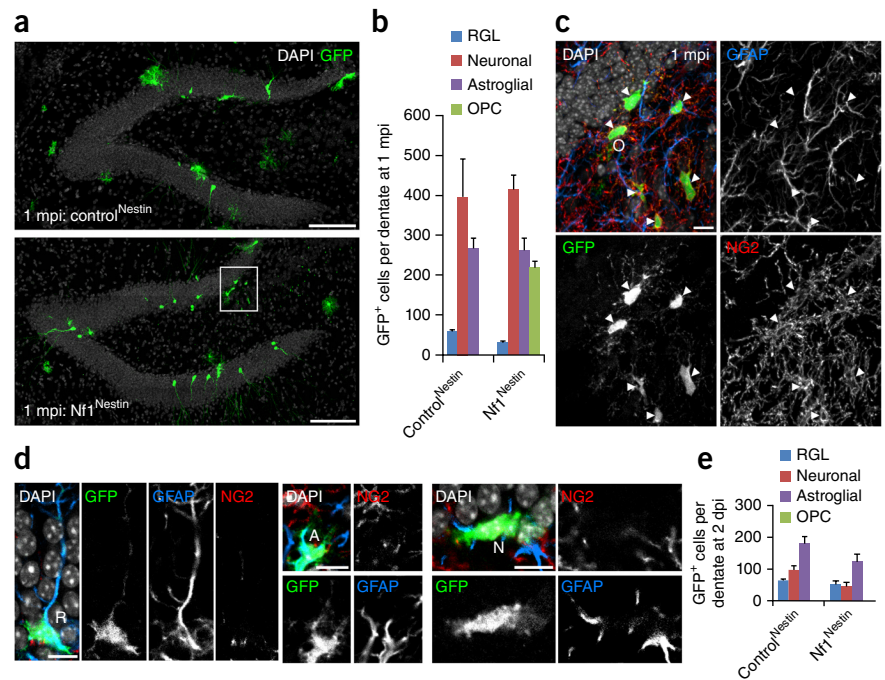 a
DAPI GFP
1 mpi: control^Nestin
1 mpi: Nf1^Nestin
b
RGL
Neuronal
Astroglial
OPC
GFP⁺ cells per dentate at 1 mpi
600
500
400
300
200
100
0
Control^Nestin
Nf1^Nestin
c
DAPI
1 mpi
O
GFAP
GFP
NG2
d
DAPI
GFP
GFAP
NG2
R
DAPI
NG2
A
GFP
GFAP
DAPI
NG2
N
GFP
GFAP
e
RGL
Neuronal
Astroglial
OPC
GFP⁺ cells per
dentate at 2 dpi
300
200
100
0
Control^Nestin
Nf1^Nestin